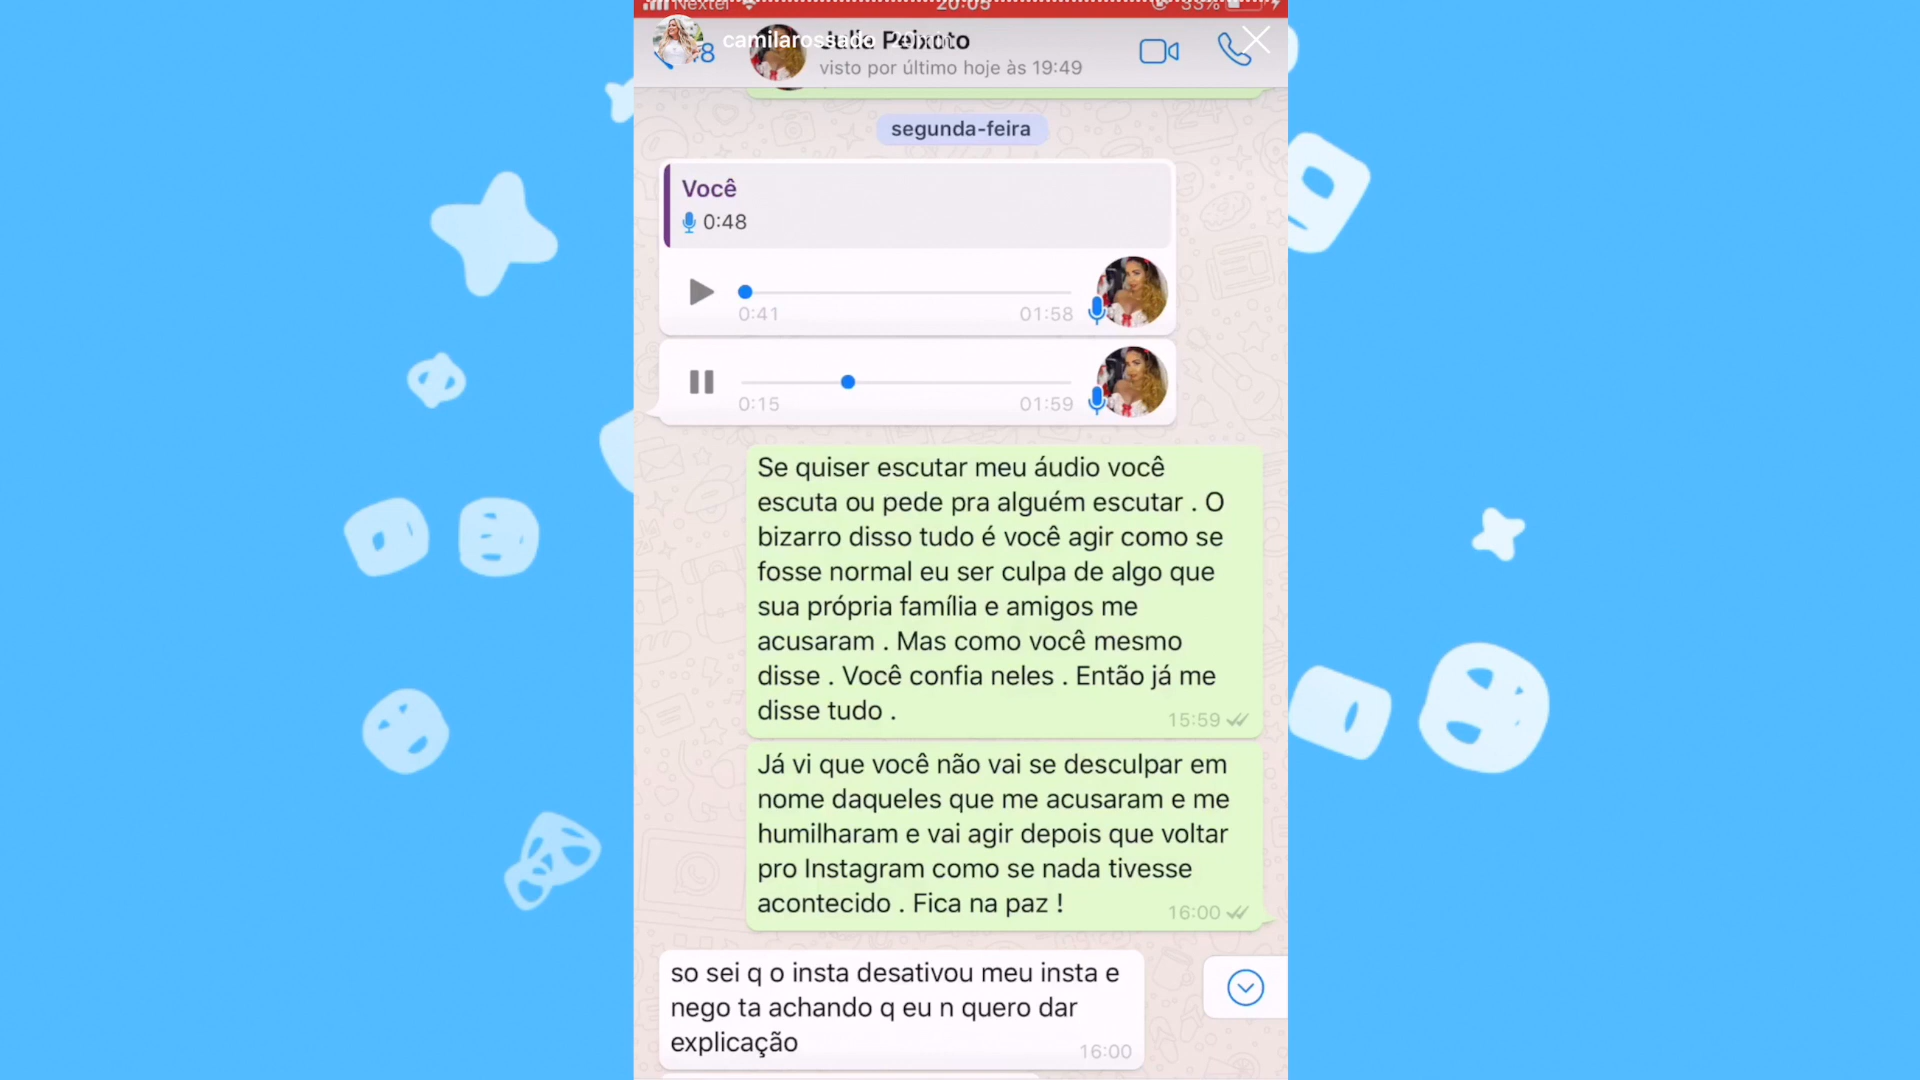 Nextel 20:05 33%
camilarossado
Peixoto
visto por último hoje às 19:49
segunda-feira
Você
0:48
0:41 01:58
0:15 01:59
Se quiser escutar meu áudio você
escuta ou pede pra alguém escutar . O
bizarro disso tudo é você agir como se
fosse normal eu ser culpa de algo que
sua própria família e amigos me
acusaram . Mas como você mesmo
disse . Você confia neles . Então já me
disse tudo .
15:59
Já vi que você não vai se desculpar em
nome daqueles que me acusaram e me
humilharam e vai agir depois que voltar
pro Instagram como se nada tivesse
acontecido . Fica na paz !
16:00
so sei q o insta desativou meu insta e
nego ta achando q eu n quero dar
explicação
16:00